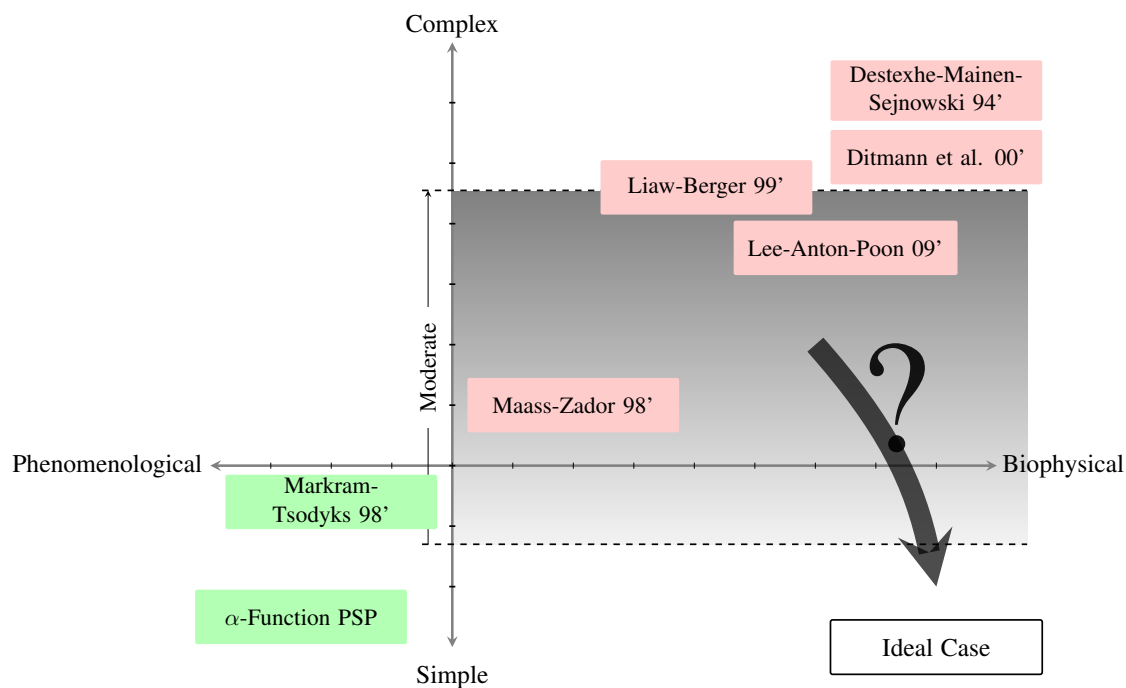 Complex
Destexhe-Mainen-
Sejnowski 94’
Ditmann et al. 00’
Liaw-Berger 99’
Lee-Anton-Poon 09’
Moderate
?
Maass-Zador 98’
Phenomenological
Biophysical
Markram-
Tsodyks 98’
α-Function PSP
Ideal Case
Simple